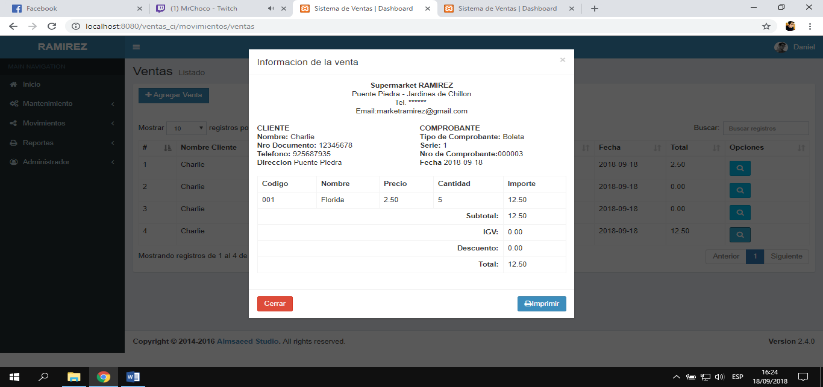 Facebook
(1) MrChoco - Twitch
Sistema de Ventas | Dashboard
Sistema de Ventas | Dashboard
localhost:8080/ventas_ci/movimientos/ventas
RAMIREZ
Daniel
MAIN NAVIGATION
Inicio
Mantenimiento
Movimientos
Reportes
Administrador
Ventas Listado
Agregar Venta
Mostrar 10 registros por
Buscar: Buscar registros
# Nombre Cliente Fecha Total Opciones
1 Charlie 2018-09-18 2.50
2 Charlie 2018-09-18 0.00
3 Charlie 2018-09-18 0.00
4 Charlie 2018-09-18 12.50
Mostrando registros de 1 al 4 de
Anterior 1 Siguiente
Informacion de la venta ×
Supermarket RAMIREZ
Puente Piedra - Jardines de Chillon
Tel. ******
Email:marketramirez@gmail.com
CLIENTE
Nombre: Charlie
Nro Documento: 12345678
Telefono: 925687935
Direccion Puente Piedra
COMPROBANTE
Tipo de Comprobante: Boleta
Serie: 1
Nro de Comprobante:000003
Fecha 2018-09-18
Codigo Nombre Precio Cantidad Importe
001 Florida 2.50 5 12.50
Subtotal: 12.50
IGV: 0.00
Descuento: 0.00
Total: 12.50
Cerrar
Imprimir
Copyright © 2014-2016 Almsaeed Studio. All rights reserved.
Version 2.4.0
ESP
16:24
18/09/2018